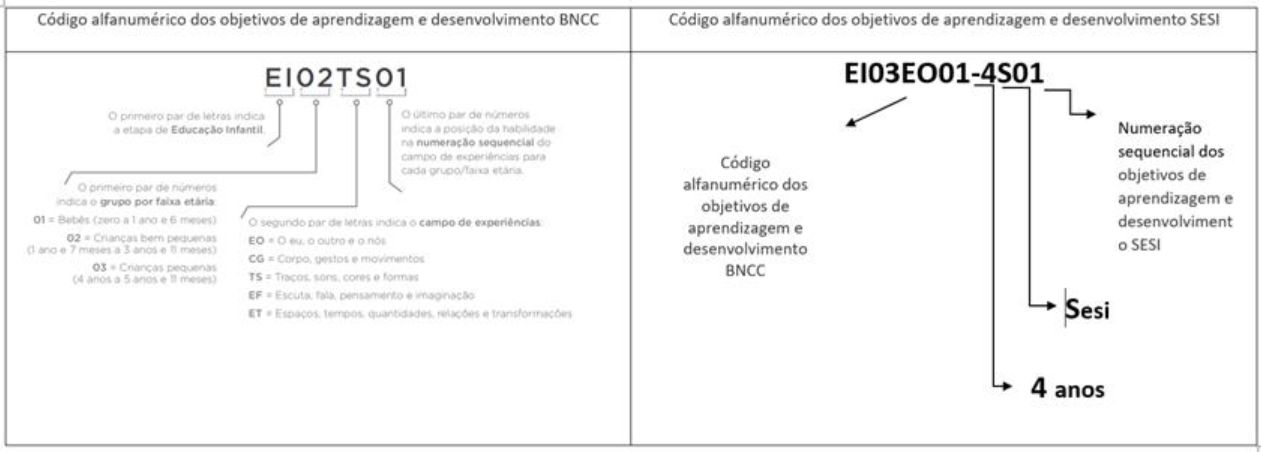 Código alfanumérico dos objetivos de aprendizagem e desenvolvimento BNCC
Código alfanumérico dos objetivos de aprendizagem e desenvolvimento SESI
EI02TS01
O primeiro par de letras indica
a etapa de Educação Infantil.
O último par de números
indica a posição da habilidade
na numeração sequencial do
campo de experiências para
cada grupo/faixa etária.
O primeiro par de números
indica o grupo por faixa etária:
01 = Bebês (zero a 1 ano e 6 meses)
02 = Crianças bem pequenas
(1 ano e 7 meses a 3 anos e 11 meses)
03 = Crianças pequenas
(4 anos a 5 anos e 11 meses)
O segundo par de letras indica o campo de experiências:
EO = O eu, o outro e o nós
CG = Corpo, gestos e movimentos
TS = Traços, sons, cores e formas
EF = Escuta, fala, pensamento e imaginação
ET = Espaços, tempos, quantidades, relações e transformações
EI03EO01-4S01
Código
alfanumérico dos
objetivos de
aprendizagem e
desenvolvimento
BNCC
Numeração
sequencial dos
objetivos de
aprendizagem e
desenvolviment
o SESI
Sesi
4 anos